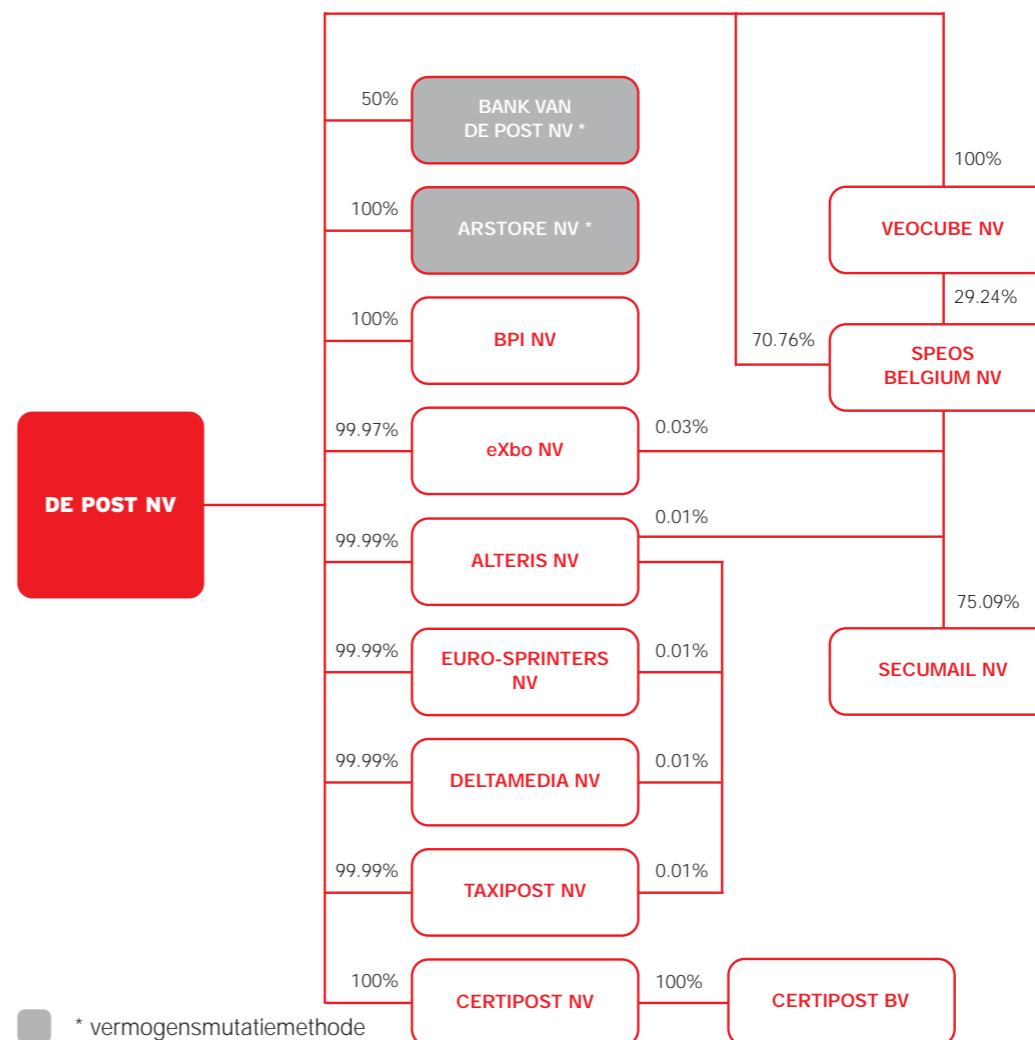 50%
BANK VAN
DE POST NV *
100%
100%
ARSTORE NV *
VEOCUBE NV
29.24%
100%
BPI NV
70.76%
SPEOS
BELGIUM NV
99.97%
eXbo NV
0.03%
DE POST NV
0.01%
99.99%
ALTERIS NV
75.09%
99.99%
EURO-SPRINTERS
NV
0.01%
SECUMAIL NV
99.99%
DELTAMEDIA NV
0.01%
99.99%
TAXIPOST NV
0.01%
100%
CERTIPOST NV
100%
CERTIPOST BV
* vermogensmutatiemethode